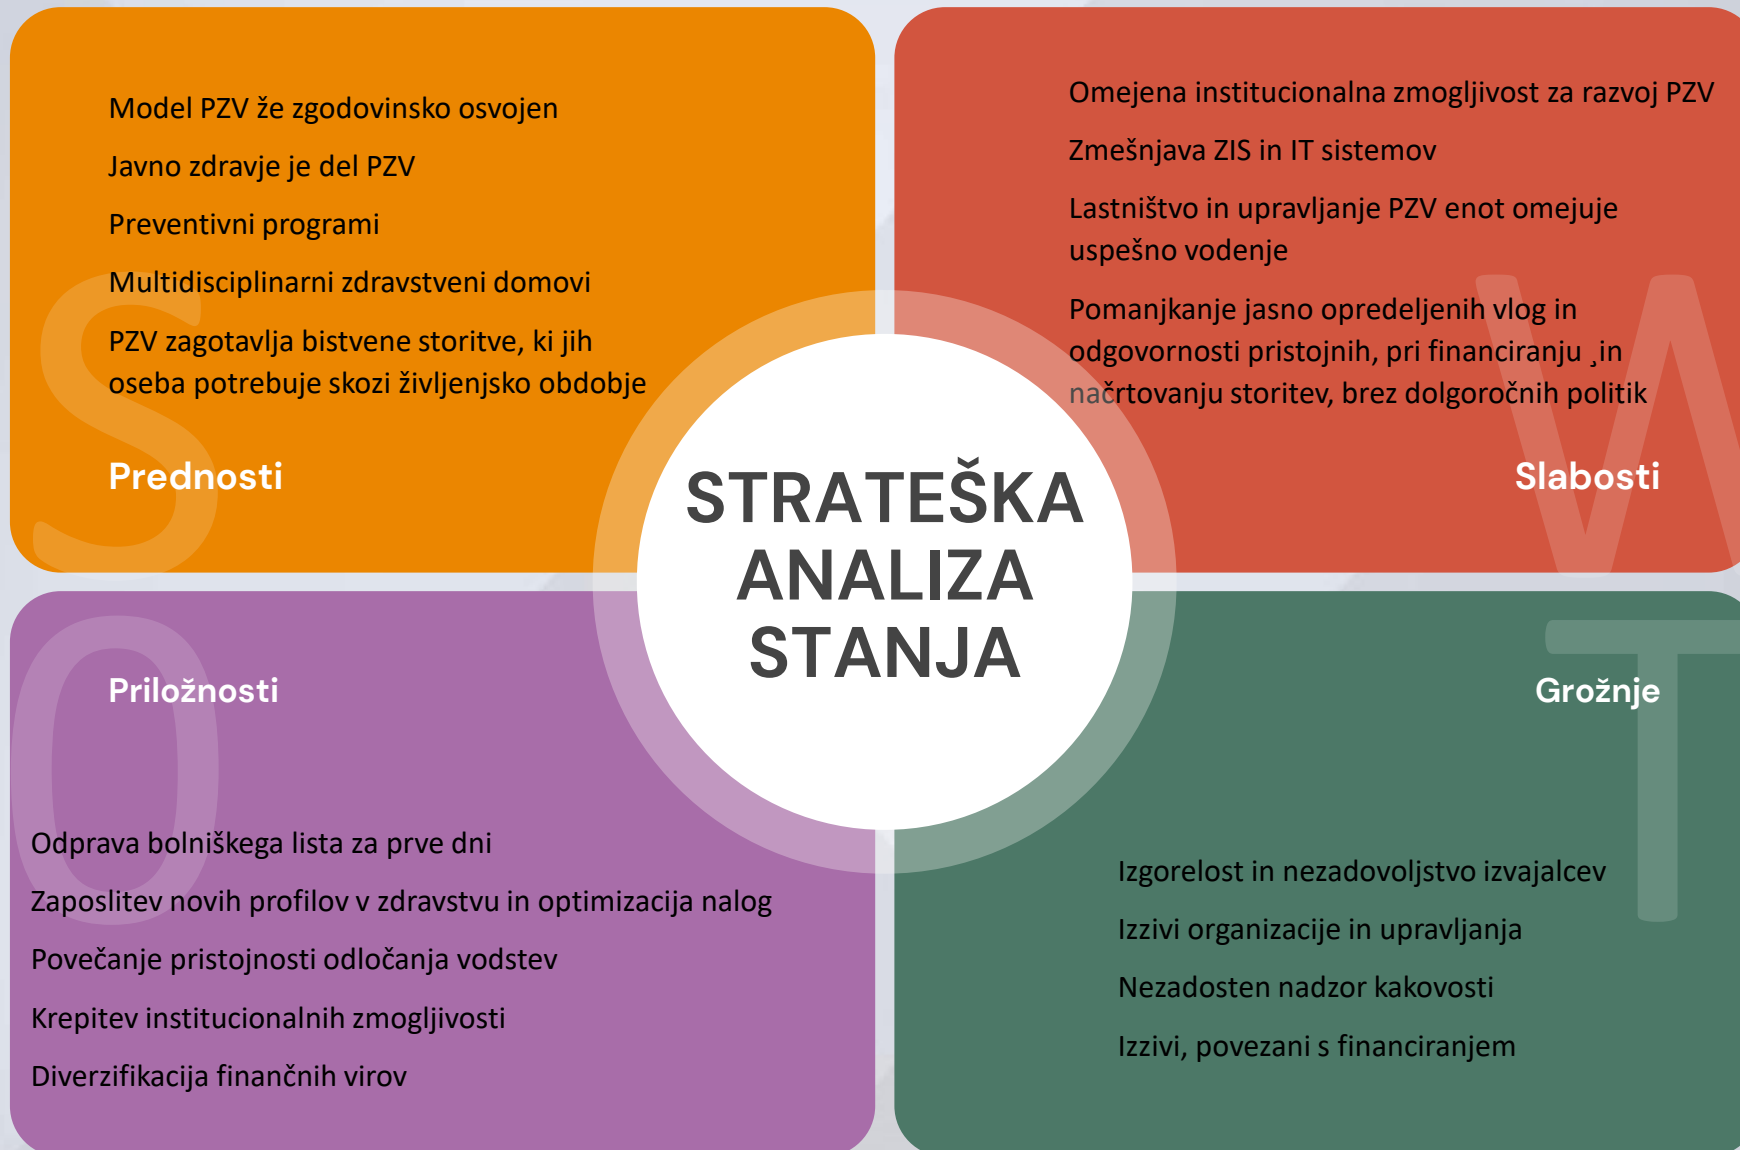 Model PZV že zgodovinsko osvojen
Javno zdravje je del PZV
Preventivni programi
Multidisciplinarni zdravstveni domovi
PZV zagotavlja bistvene storitve, ki jih
oseba potrebuje skozi življenjsko obdobje
S
Prednosti
Omejena institucionalna zmogljivost za razvoj PZV
Zmešnjava ZIS in IT sistemov
Lastništvo in upravljanje PZV enot omejuje
uspešno vodenje
Pomanjkanje jasno opredeljenih vlog in
odgovornosti pristojnih, pri financiranju ¸in
načrtovanju storitev, brez dolgoročnih politik
W
Slabosti
STRATEŠKA
ANALIZA
STANJA
O
Priložnosti
Odprava bolniškega lista za prve dni
Zaposlitev novih profilov v zdravstvu in optimizacija nalog
Povečanje pristojnosti odločanja vodstev
Krepitev institucionalnih zmogljivosti
Diverzifikacija finančnih virov
T
Grožnje
Izgorelost in nezadovoljstvo izvajalcev
Izzivi organizacije in upravljanja
Nezadosten nadzor kakovosti
Izzivi, povezani s financiranjem